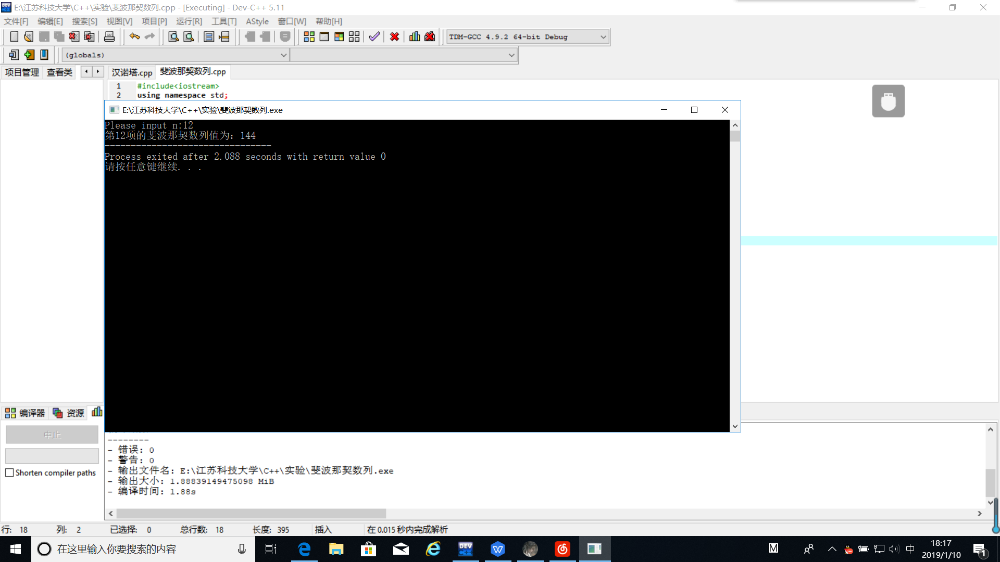 E:\江苏科技大学\C++\实验\斐波那契数列.cpp - [Executing] - Dev-C++ 5.11
文件[F] 编辑[E] 搜索[S] 视图[V] 项目[P] 运行[R] 工具[T] AStyle 窗口[W] 帮助[H]
TDM-GCC 4.9.2 64-bit Debug
(globals)
项目管理 查看类 汉诺塔.cpp 斐波那契数列.cpp
1 #include<iostream>
2 using namespace std;
E:\江苏科技大学\C++\实验\斐波那契数列.exe
Please input n:12
第12项的斐波那契数列值为: 144
--------------------------------
Process exited after 2.088 seconds with return value 0
请按任意键继续. . .
编译器 资源
中止
Shorten compiler paths
--------
- 错误: 0
- 警告: 0
- 输出文件名: E:\江苏科技大学\C++\实验\斐波那契数列.exe
- 输出大小: 1.88839149475098 MiB
- 编译时间: 1.88s
行: 18 列: 2 已选择: 0 总行数: 18 长度: 395 插入 在 0.015 秒内完成解析
在这里输入你要搜索的内容
DEV
M
中
18:17
2019/1/10
1